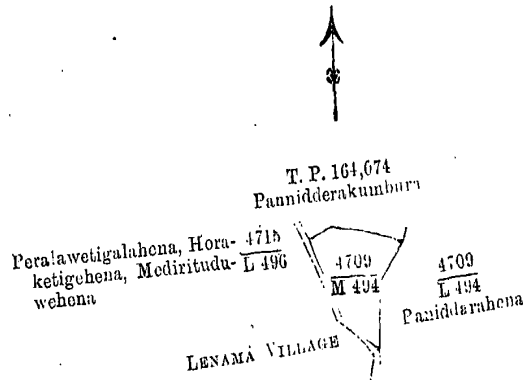 T. P. 164,074
Pannidderakumbura
Peralawetigalahena, Hora- 4715
ketigehena, Mediritudu- L 496
wehena
4709
M 494
4709
L 494
Paniddarahena
LENAMA VILLAGE